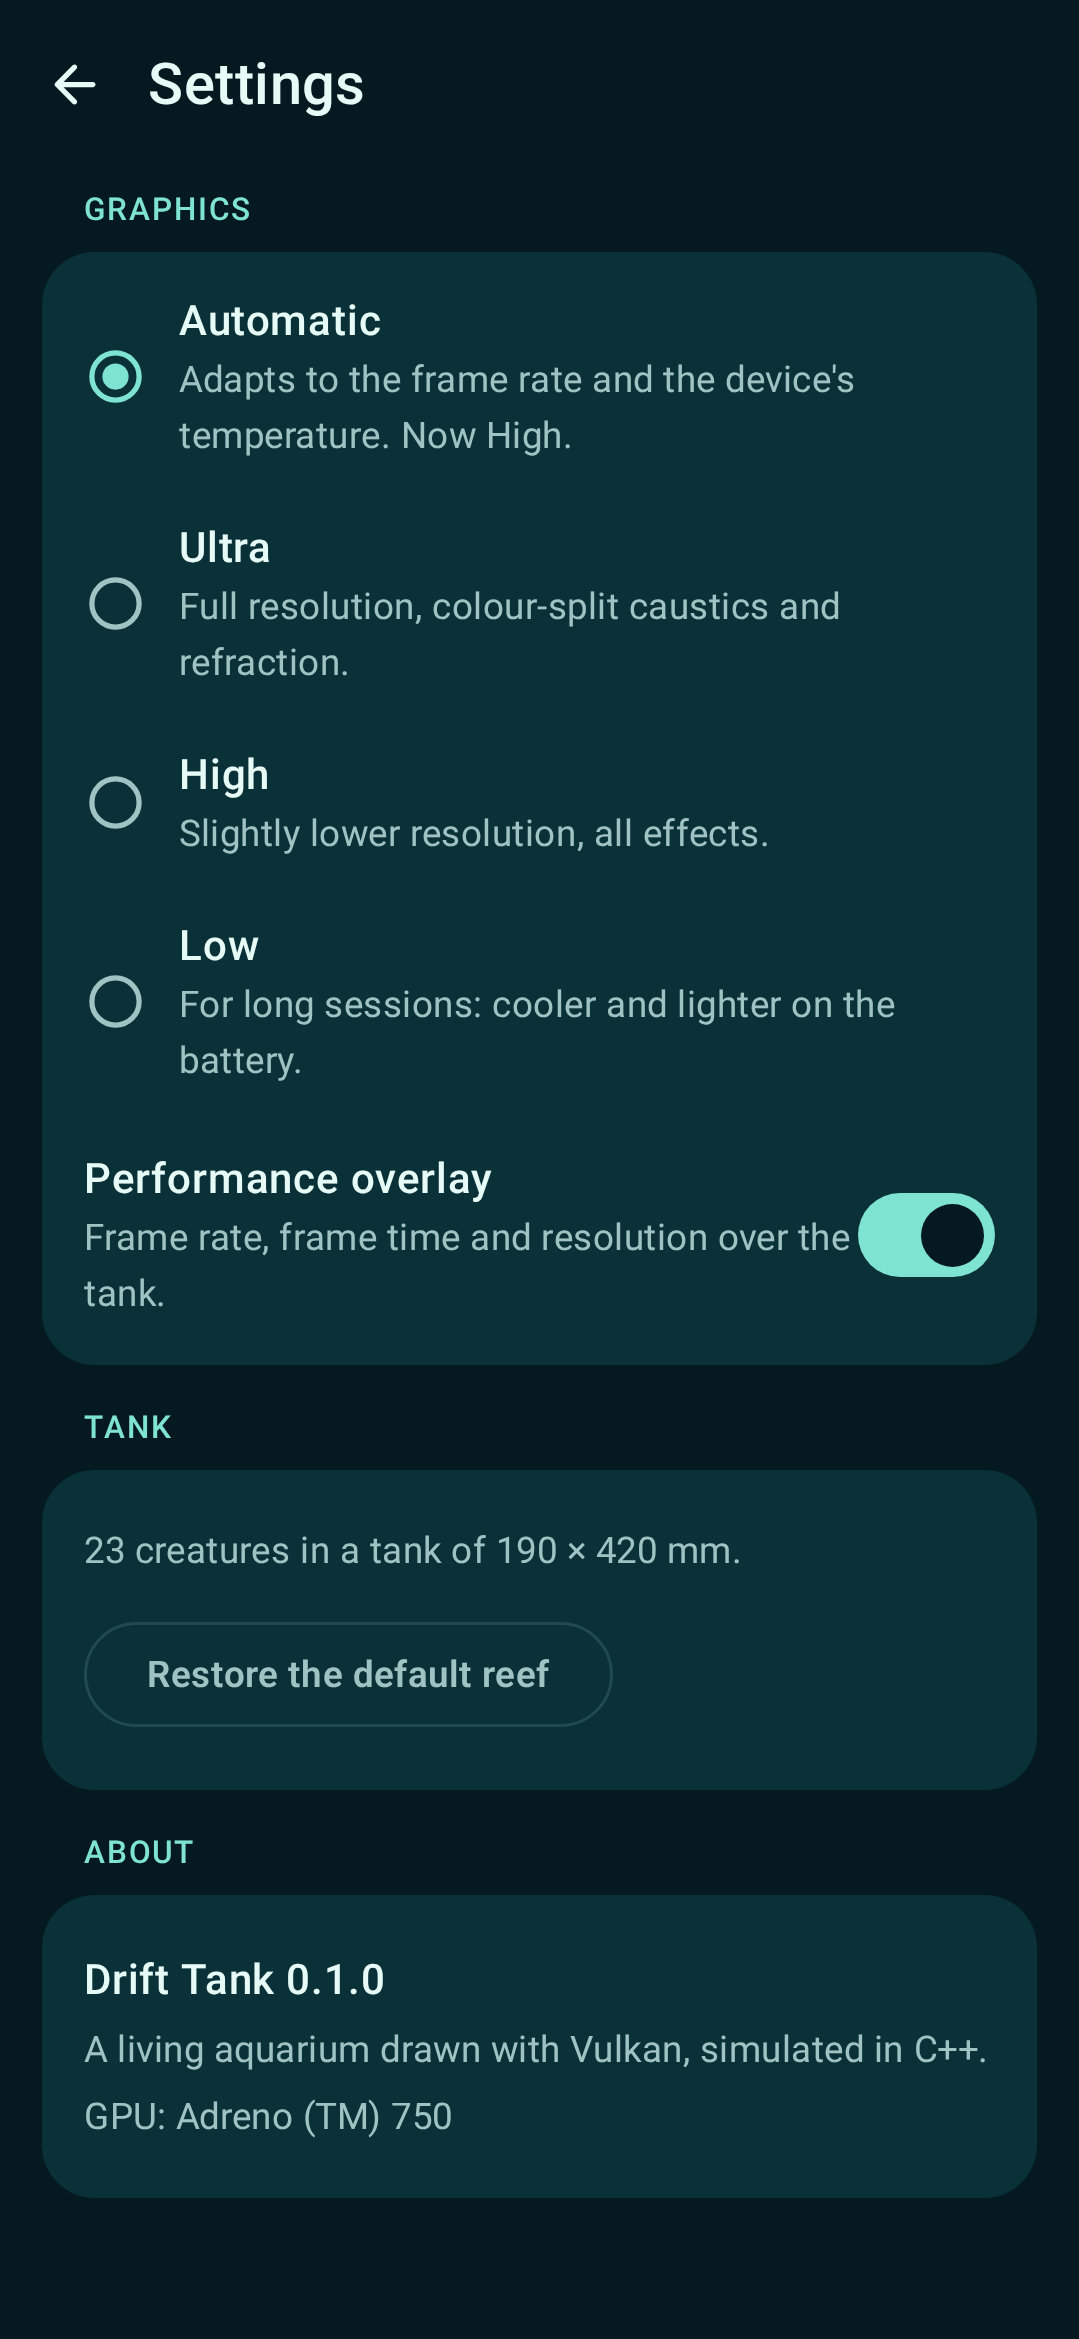 Settings
GRAPHICS
Automatic
Adapts to the frame rate and the device's
temperature. Now High.
Ultra
Full resolution, colour-split caustics and
refraction.
High
Slightly lower resolution, all effects.
Low
For long sessions: cooler and lighter on the
battery.
Performance overlay
Frame rate, frame time and resolution over the
tank.
TANK
23 creatures in a tank of 190 × 420 mm.
Restore the default reef
ABOUT
Drift Tank 0.1.0
A living aquarium drawn with Vulkan, simulated in C++.
GPU: Adreno (TM) 750